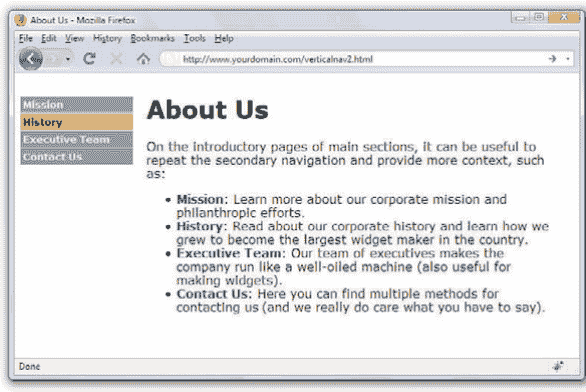 About Us - Mozilla Firefox
File Edit View History Bookmarks Tools Help
http://www.yourdomain.com/verticalnav2.html
Mission
History
Executive Team
Contact Us
About Us
On the introductory pages of main sections, it can be useful to
repeat the secondary navigation and provide more context, such
as:
• Mission: Learn more about our corporate mission and
philanthropic efforts.
• History: Read about our corporate history and learn how we
grew to become the largest widget maker in the country.
• Executive Team: Our team of executives makes the
company run like a well-oiled machine (also useful for
making widgets).
• Contact Us: Here you can find multiple methods for
contacting us (and we really do care what you have to say).
Done